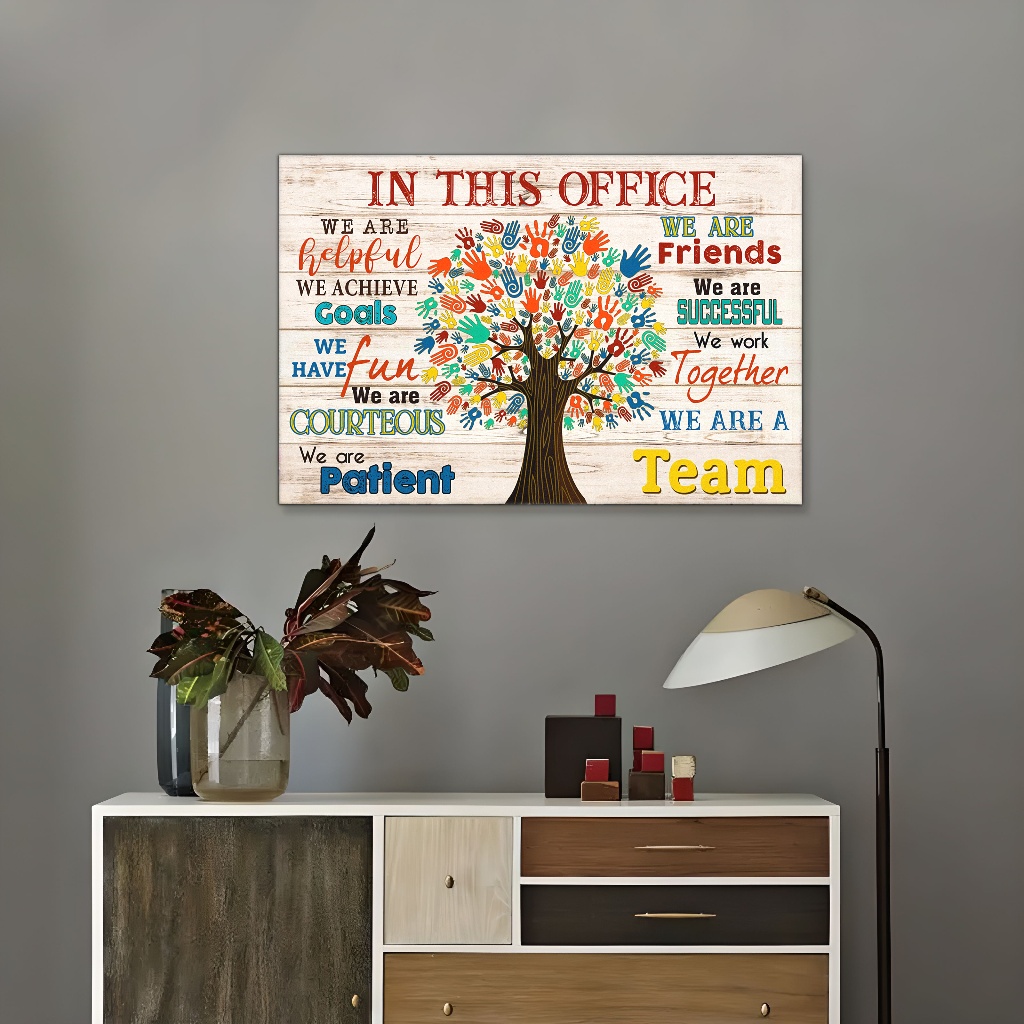 IN THIS OFFICE
WE ARE
helpful
WE ACHIEVE
Goals
WE
HAVE fun
We are
COURTEOUS
We are
Patient
WE ARE
Friends
We are
SUCCESSFUL
We work
Together
WE ARE A
Team